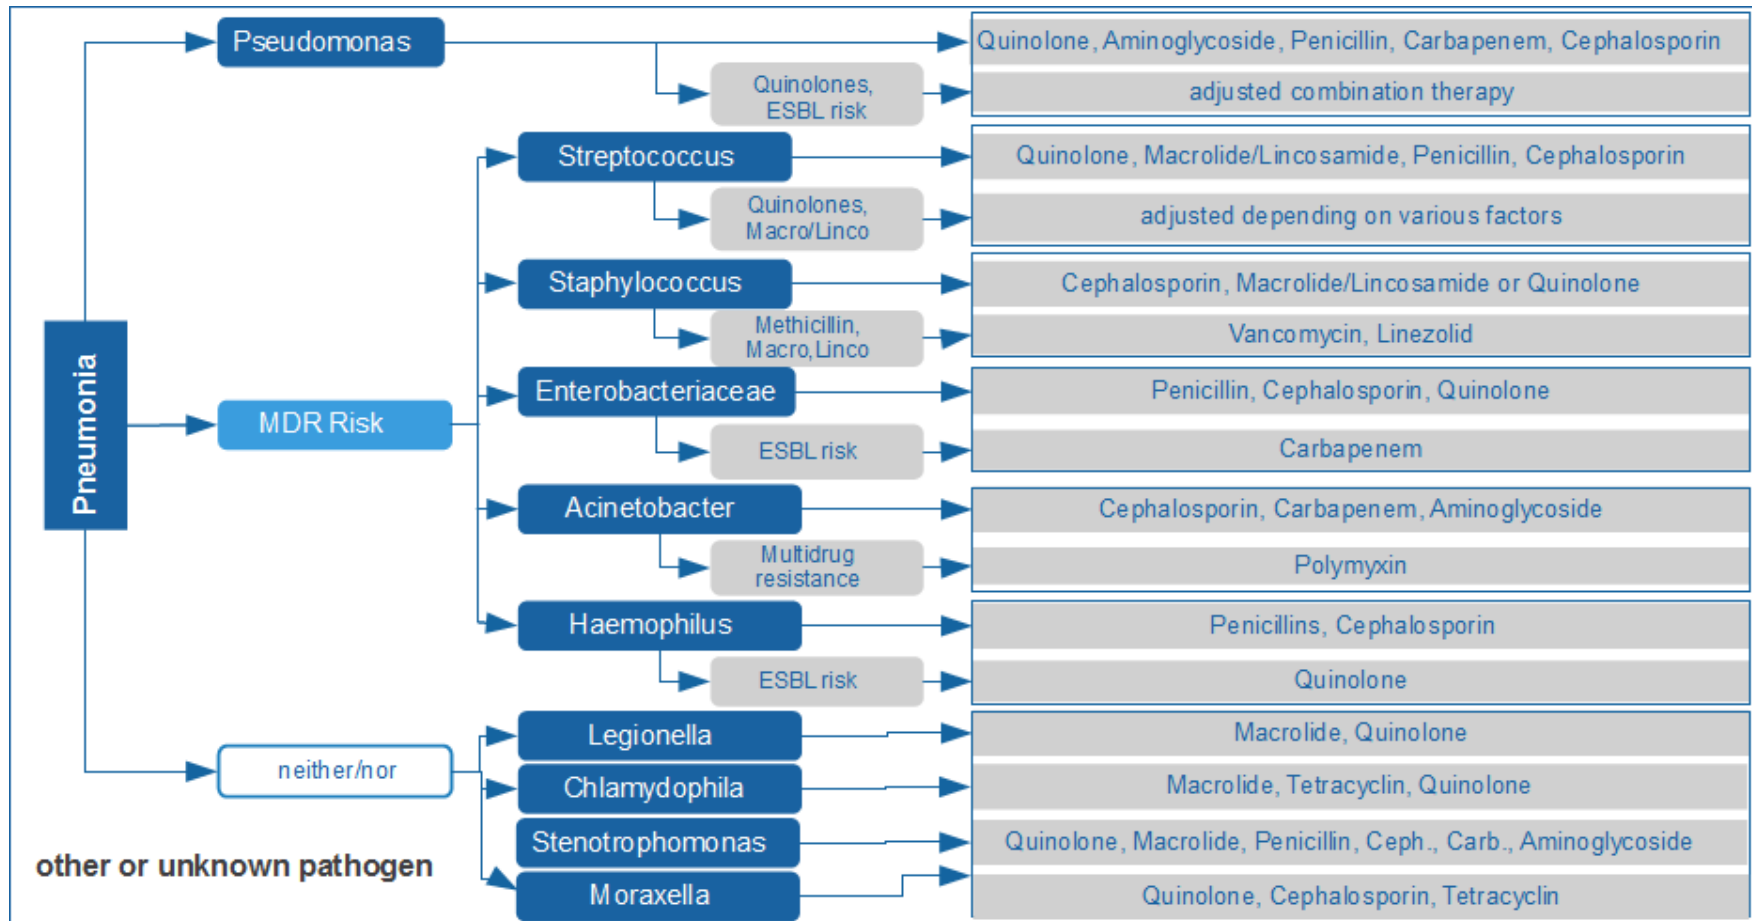 Pseudomonas
Quinolone, Aminoglycoside, Penicillin, Carbapenem, Cephalosporin
Quinolones,
ESBL risk
adjusted combination therapy
Streptococcus
Quinolone, Macrolide/Lincosamide, Penicillin, Cephalosporin
Quinolones,
Macro/Linco
adjusted depending on various factors
Staphylococcus
Cephalosporin, Macrolide/Lincosamide or Quinolone
Methicillin,
Macro,Linco
Vancomycin, Linezolid
Pneumonia
Enterobacteriaceae
Penicillin, Cephalosporin, Quinolone
MDR Risk
ESBL risk
Carbapenem
Acinetobacter
Cephalosporin, Carbapenem, Aminoglycoside
Multidrug
resistance
Polymyxin
Haemophilus
Penicillins, Cephalosporin
ESBL risk
Quinolone
neither/nor
Legionella
Macrolide, Quinolone
Chlamydophila
Macrolide, Tetracyclin, Quinolone
Stenotrophomonas
Quinolone, Macrolide, Penicillin, Ceph., Carb., Aminoglycoside
other or unknown pathogen
Moraxella
Quinolone, Cephalosporin, Tetracyclin